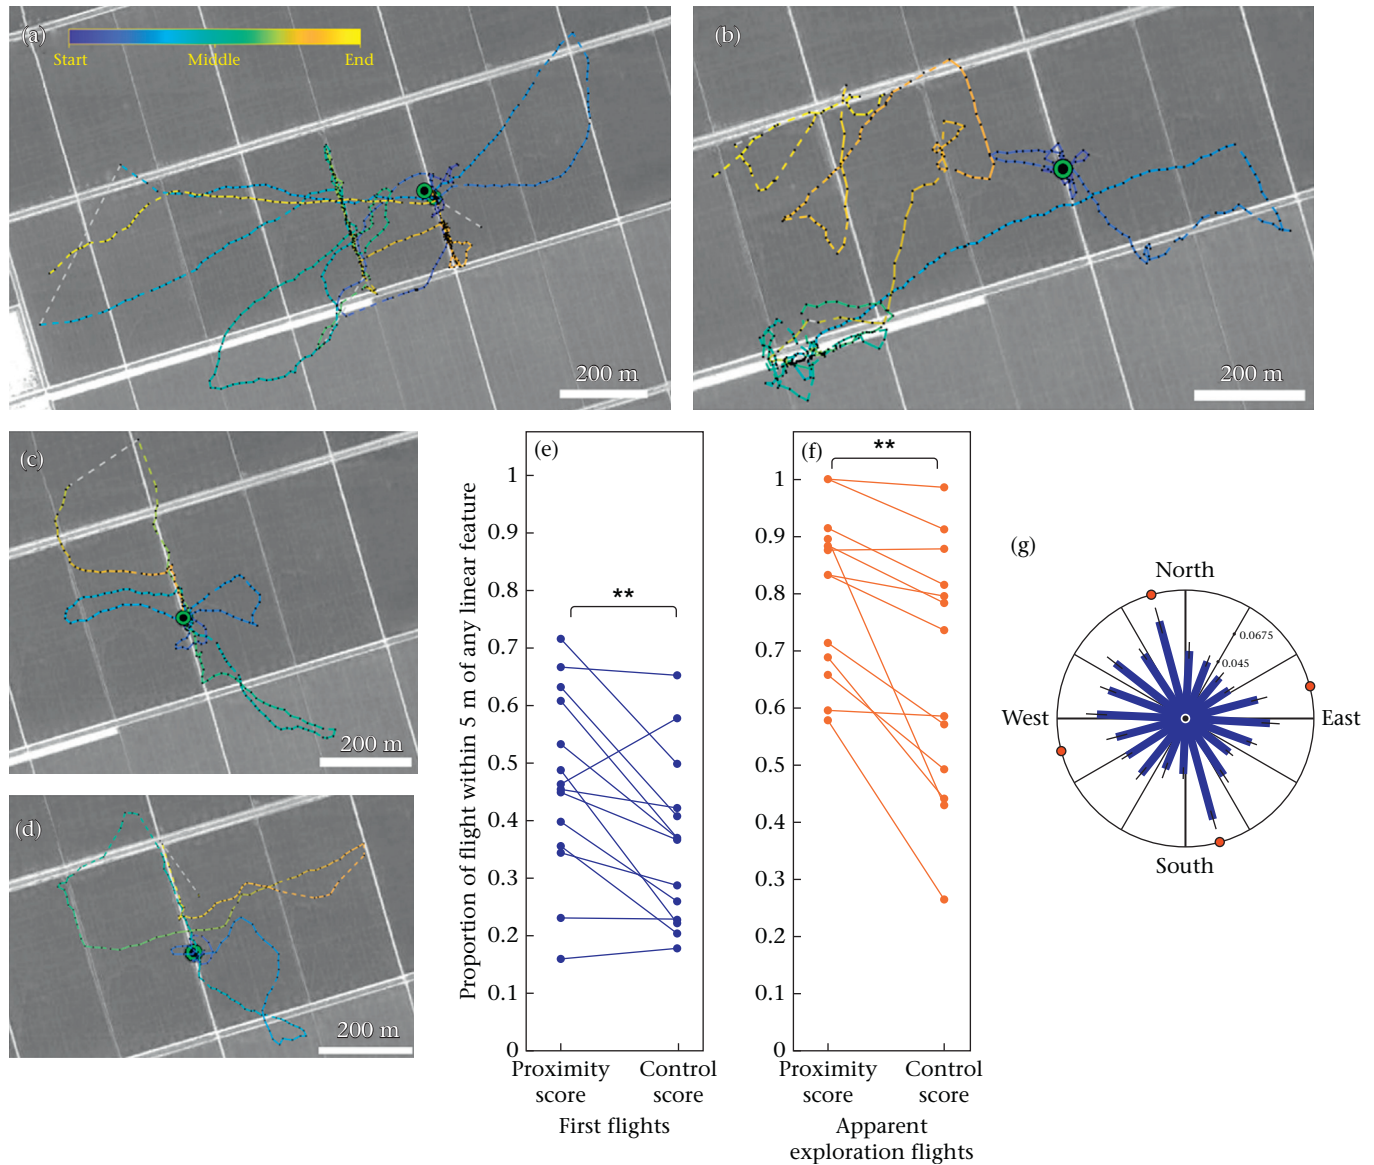 (a)
Start Middle End
200 m
(b)
200 m
(c)
200 m
(d)
200 m
(e)
**
Proportion of flight within 5 m of any linear feature
1
0.9
0.8
0.7
0.6
0.5
0.4
0.3
0.2
0.1
0
Proximity score
Control score
First flights
(f)
**
1
0.9
0.8
0.7
0.6
0.5
0.4
0.3
0.2
0.1
0
Proximity score
Control score
Apparent
exploration flights
(g)
North
0.0675
0.045
West
East
South